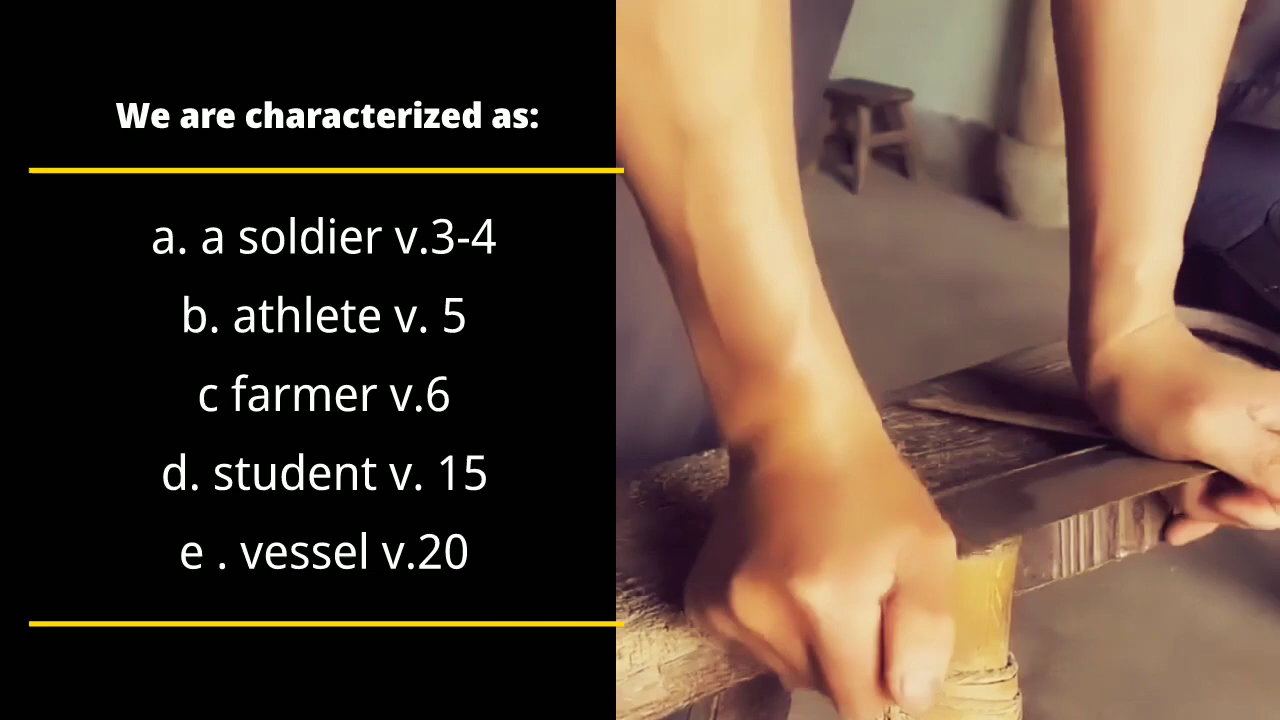 We are characterized as:
a. a soldier v.3-4
b. athlete v. 5
c farmer v.6
d. student v. 15
e . vessel v.20